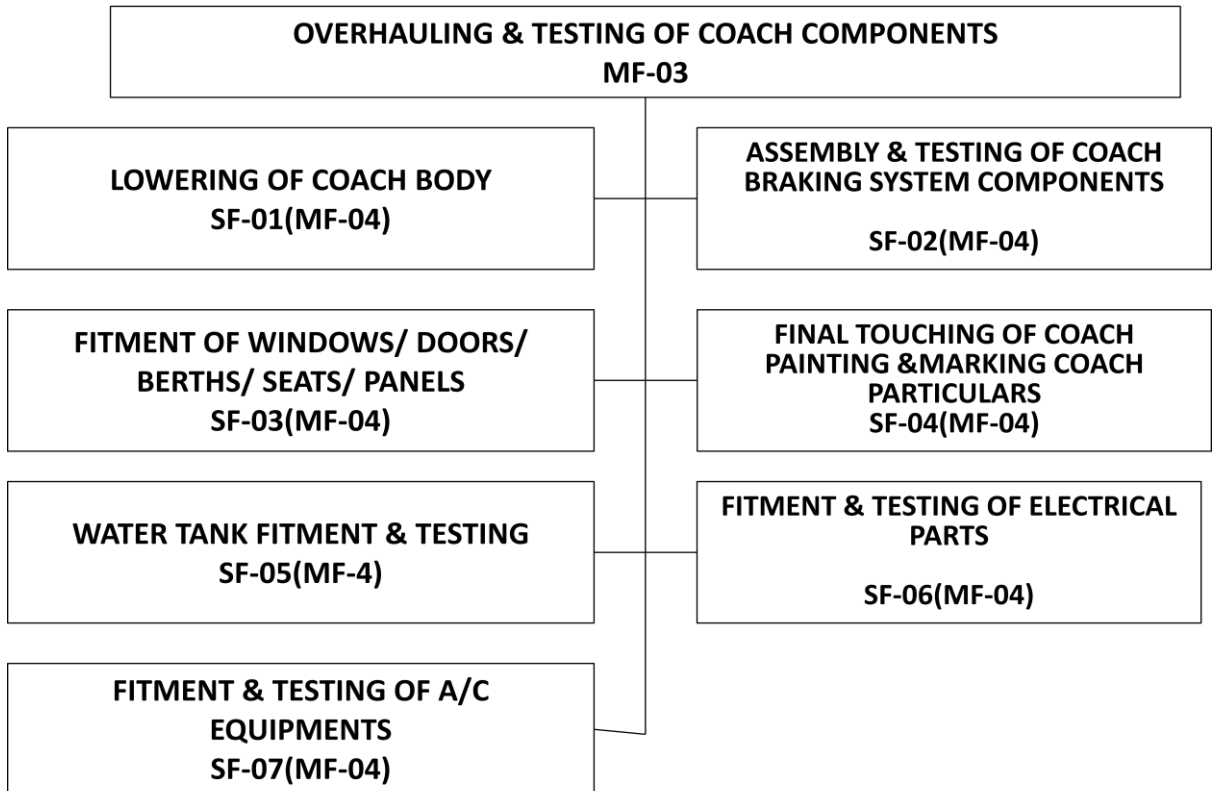 OVERHAULING & TESTING OF COACH COMPONENTS
MF-03
LOWERING OF COACH BODY
SF-01(MF-04)
ASSEMBLY & TESTING OF COACH
BRAKING SYSTEM COMPONENTS
SF-02(MF-04)
FITMENT OF WINDOWS/ DOORS/
BERTHS/ SEATS/ PANELS
SF-03(MF-04)
FINAL TOUCHING OF COACH
PAINTING &MARKING COACH
PARTICULARS
SF-04(MF-04)
WATER TANK FITMENT & TESTING
SF-05(MF-4)
FITMENT & TESTING OF ELECTRICAL
PARTS
SF-06(MF-04)
FITMENT & TESTING OF A/C
EQUIPMENTS
SF-07(MF-04)